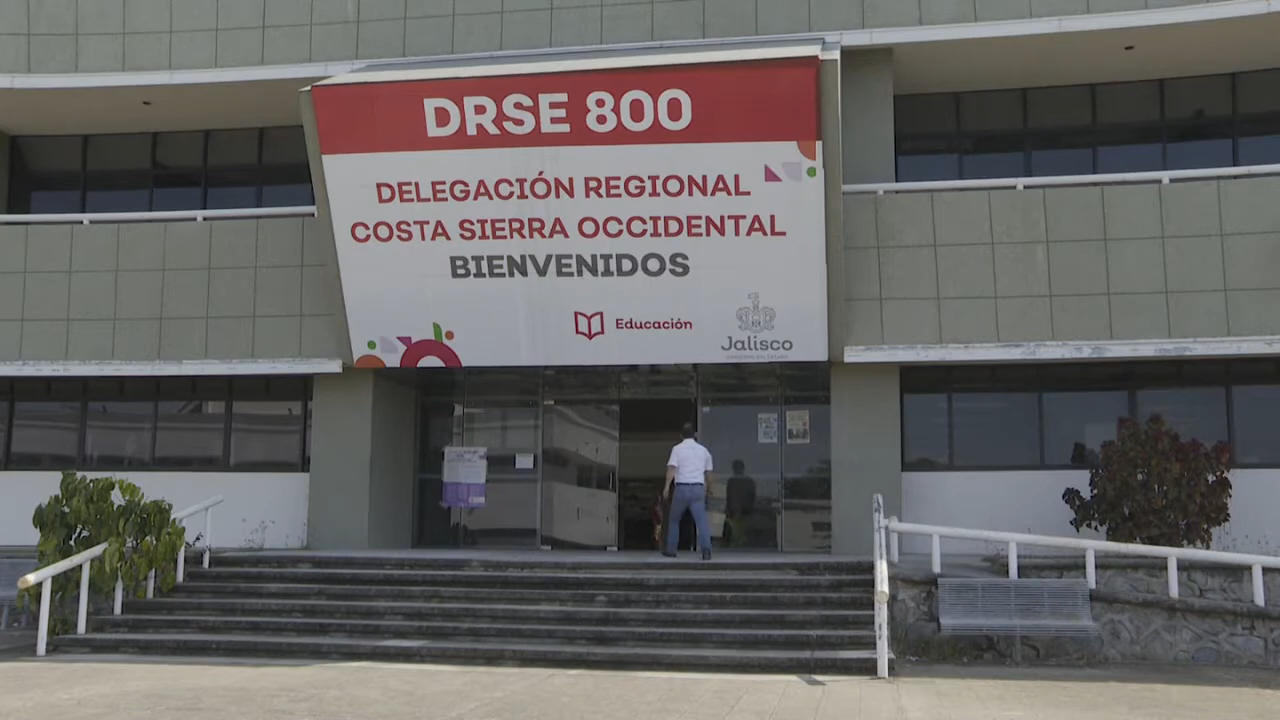 DRSE 800
DELEGACIÓN REGIONAL
COSTA SIERRA OCCIDENTAL
BIENVENIDOS
Educación
Jalisco